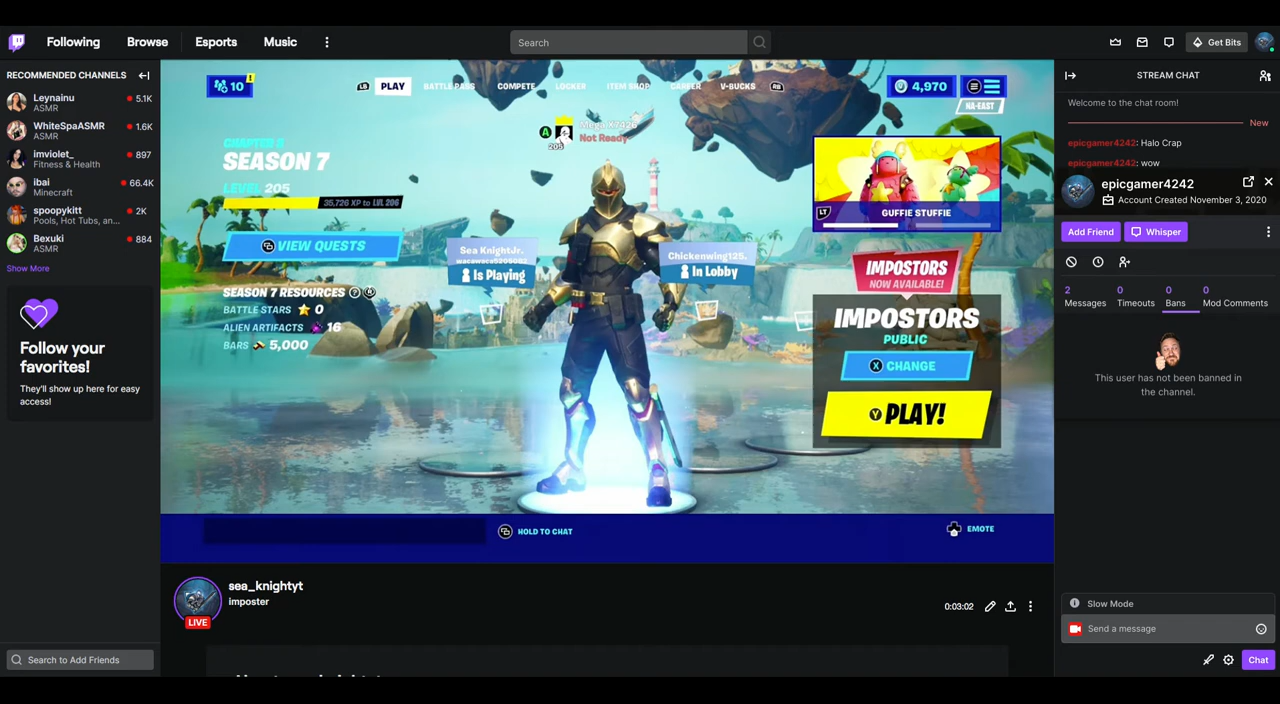 Following
Browse
Esports
Music
Search
Get Bits
RECOMMENDED CHANNELS
Leynainu
5.1K
ASMR
WhiteSpaASMR
1.6K
ASMR
imviolet_
897
Fitness & Health
ibai
66.4K
Minecraft
spoopykitt
2K
Pools, Hot Tubs, an...
Bexuki
884
ASMR
Show More
Follow your
favorites!
They'll show up here for easy
access!
Search to Add Friends
10
LB
PLAY
BATTLE PASS
COMPETE
LOCKER
ITEM SHOP
CAREER
V-BUCKS
RB
4,970
NA-EAST
SEASON 7
LEVEL 205
35,726 XP to LVL 206
VIEW QUESTS
SEASON 7 RESOURCES
BATTLE STARS 0
ALIEN ARTIFACTS 16
BARS 5,000
A
205
Not Ready
Sea KnightJr.
Is Playing
Chickenwing125.
In Lobby
LT
GUFFIE STUFFIE
IMPOSTORS
NOW AVAILABLE!
IMPOSTORS
PUBLIC
X CHANGE
Y PLAY!
HOLD TO CHAT
EMOTE
sea_knightyt
imposter
LIVE
0:03:02
STREAM CHAT
Welcome to the chat room!
New
epicgamer4242: Halo Crap
epicgamer4242: wow
epicgamer4242
Account Created November 3, 2020
Add Friend
Whisper
2
0
0
0
Messages
Timeouts
Bans
Mod Comments
This user has not been banned in
the channel.
Slow Mode
Send a message
Chat